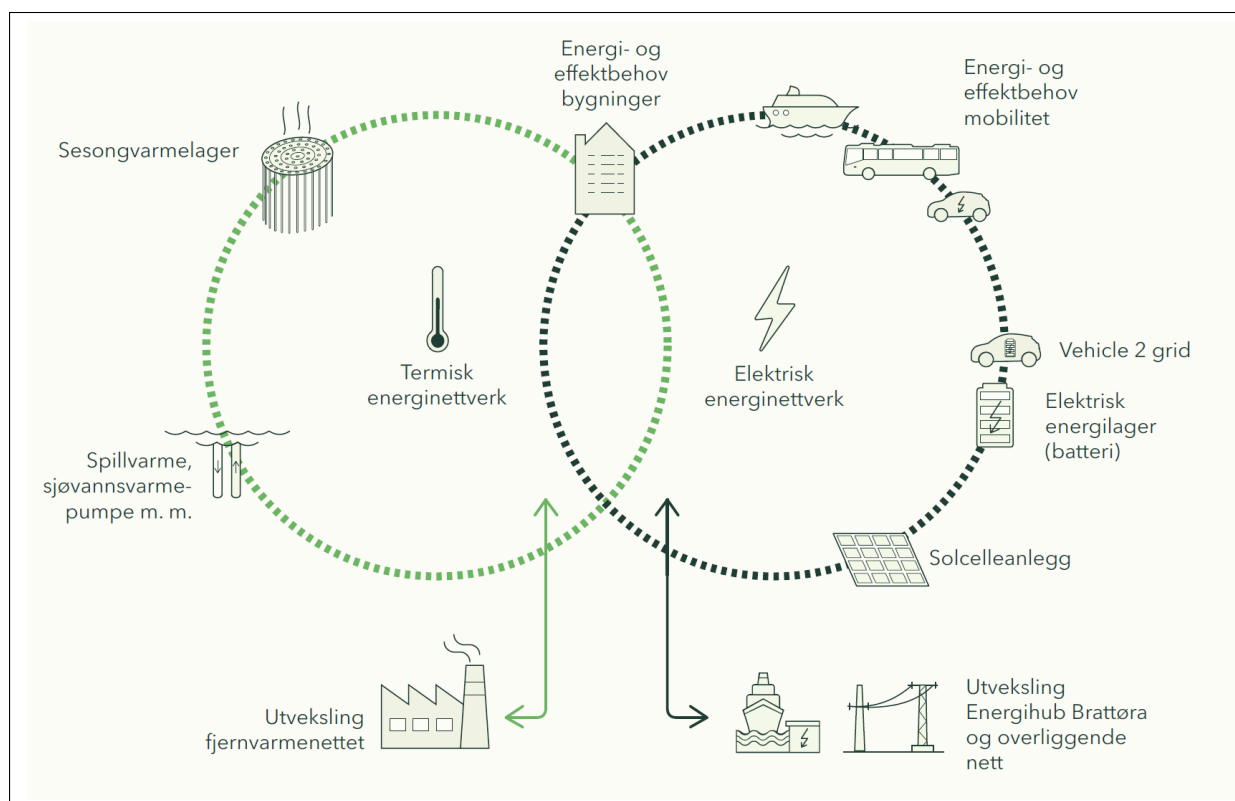 Energi- og
effektbehov
bygninger
Energi- og
effektbehov
mobilitet
Sesongvarmelager
Termisk
energinettverk
Elektrisk
energinettverk
Vehicle 2 grid
Elektrisk
energilager
(batteri)
Spillvarme,
sjøvannsvarme-
pumpe m. m.
Solcelleanlegg
Utveksling
fjernvarmenettet
Utveksling
Energihub Brattøra
og overliggende
nett